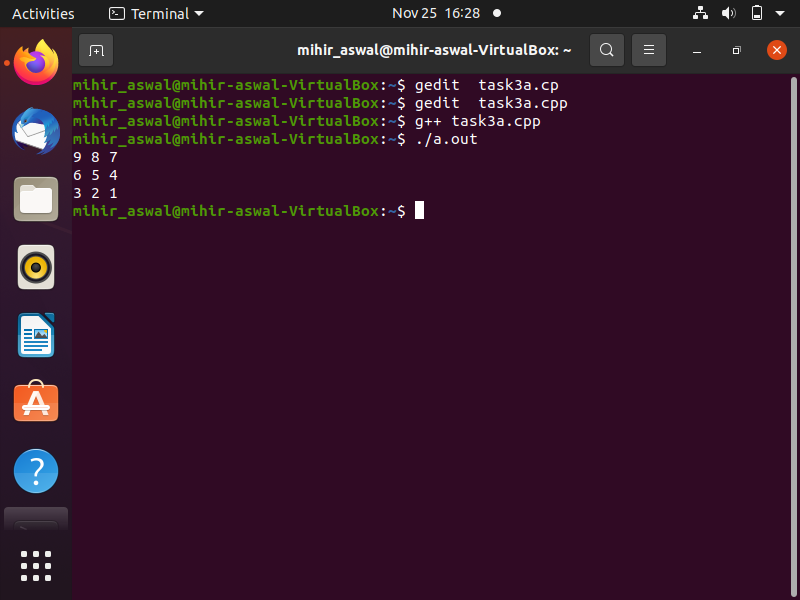 Activities
Terminal
Nov 25 16:28
mihir_aswal@mihir-aswal-VirtualBox: ~
mihir_aswal@mihir-aswal-VirtualBox:~$ gedit  task3a.cp
mihir_aswal@mihir-aswal-VirtualBox:~$ gedit  task3a.cpp
mihir_aswal@mihir-aswal-VirtualBox:~$ g++ task3a.cpp
mihir_aswal@mihir-aswal-VirtualBox:~$ ./a.out
9 8 7
6 5 4
3 2 1
mihir_aswal@mihir-aswal-VirtualBox:~$